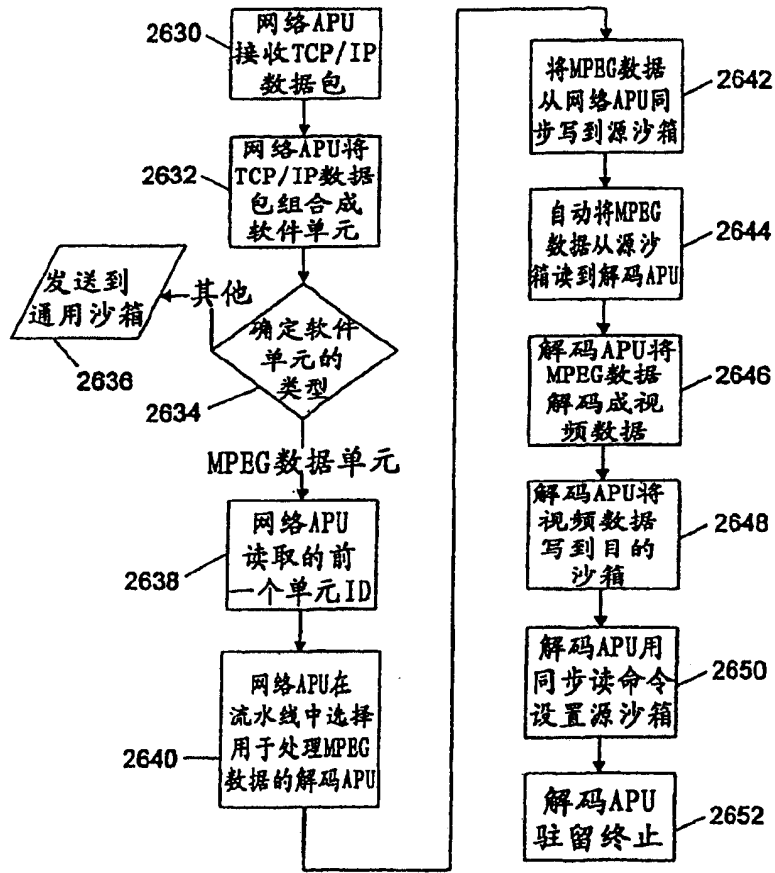 2630
网络APU
接收TCP/IP
数据包
2632
网络APU将
TCP/IP数据
包组合成
软件单元
发送到
通用沙箱
2636
其他
确定软件
单元的
类型
2634
MPEG数据单元
网络APU
读取的前
一个单元ID
2638
网络APU在
流水线中选择
用于处理MPEG
数据的解码APU
2640
将MPEG数据
从网络APU同
步写到源沙箱
2642
自动将MPEG
数据从源沙
箱读到解码APU
2644
解码APU将
MPEG数据
解码成视
频数据
2646
解码APU将
视频数据
写到目的
沙箱
2648
解码APU用
同步读命令
设置源沙箱
2650
解码APU
驻留终止
2652